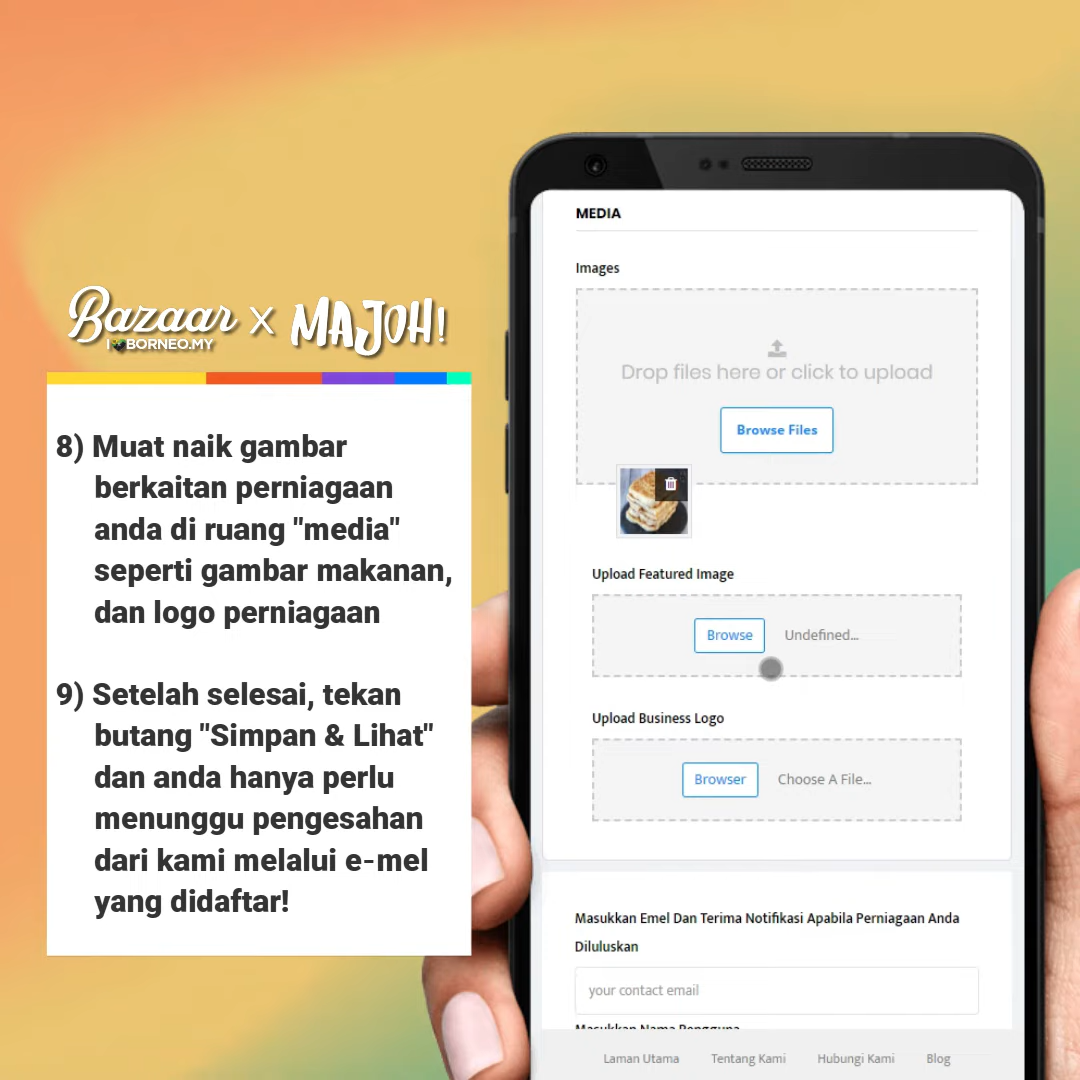 Bazaar X MAJOH!
I BORNEO.MY
8) Muat naik gambar
berkaitan perniagaan
anda di ruang "media"
seperti gambar makanan,
dan logo perniagaan
9) Setelah selesai, tekan
butang "Simpan & Lihat"
dan anda hanya perlu
menunggu pengesahan
dari kami melalui e-mel
yang didaftar!
MEDIA
Images
Drop files here or click to upload
Browse Files
Upload Featured Image
Browse Undefined...
Upload Business Logo
Browser Choose A File...
Masukkan Emel Dan Terima Notifikasi Apabila Perniagaan Anda
Diluluskan
your contact email
Masukkan Nama Pengguna
Laman Utama Tentang Kami Hubungi Kami Blog